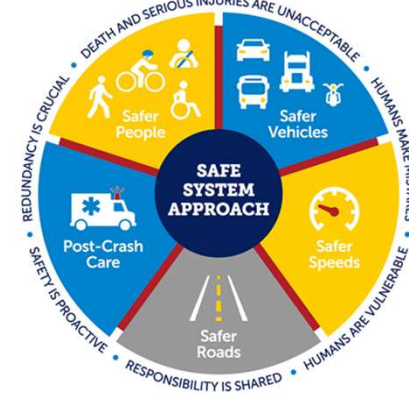 DEATH AND SERIOUS INJURIES ARE UNACCEPTABLE
HUMANS MAKE
HUMANS ARE VULNERABLE
RESPONSIBILITY IS SHARED
SAFETY IS PROACTIVE
REDUNDANCY IS CRUCIAL
Safer
People
Safer
Vehicles
SAFE
SYSTEM
APPROACH
Post-Crash
Care
Safer
Speeds
Safer
Roads